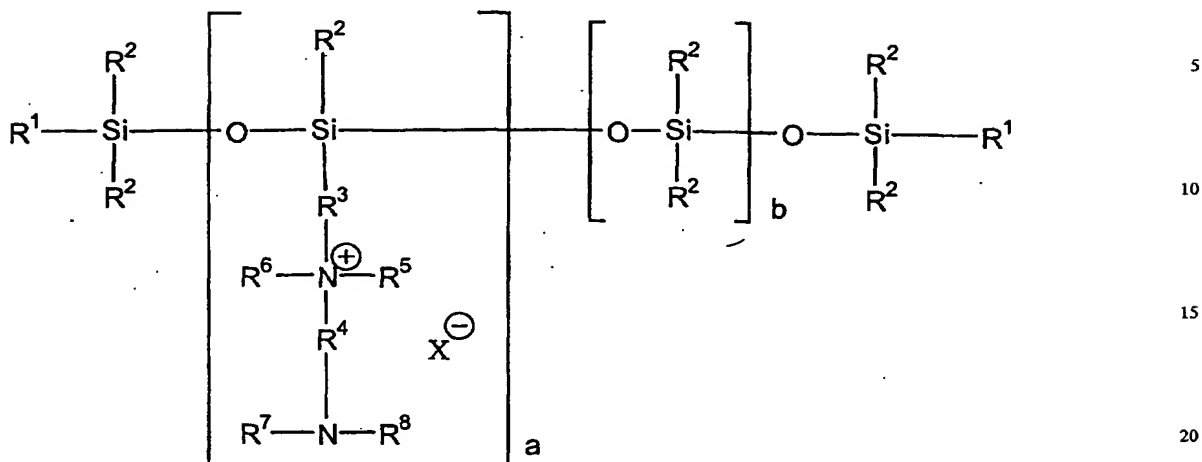 R² R² R² 5
R¹ Si O Si O Si O Si R¹
R² R³ R² b R² 10
R⁶ N ⊕ R⁵
R⁴ X ⊖ 15
R⁷ N R⁸ a 20